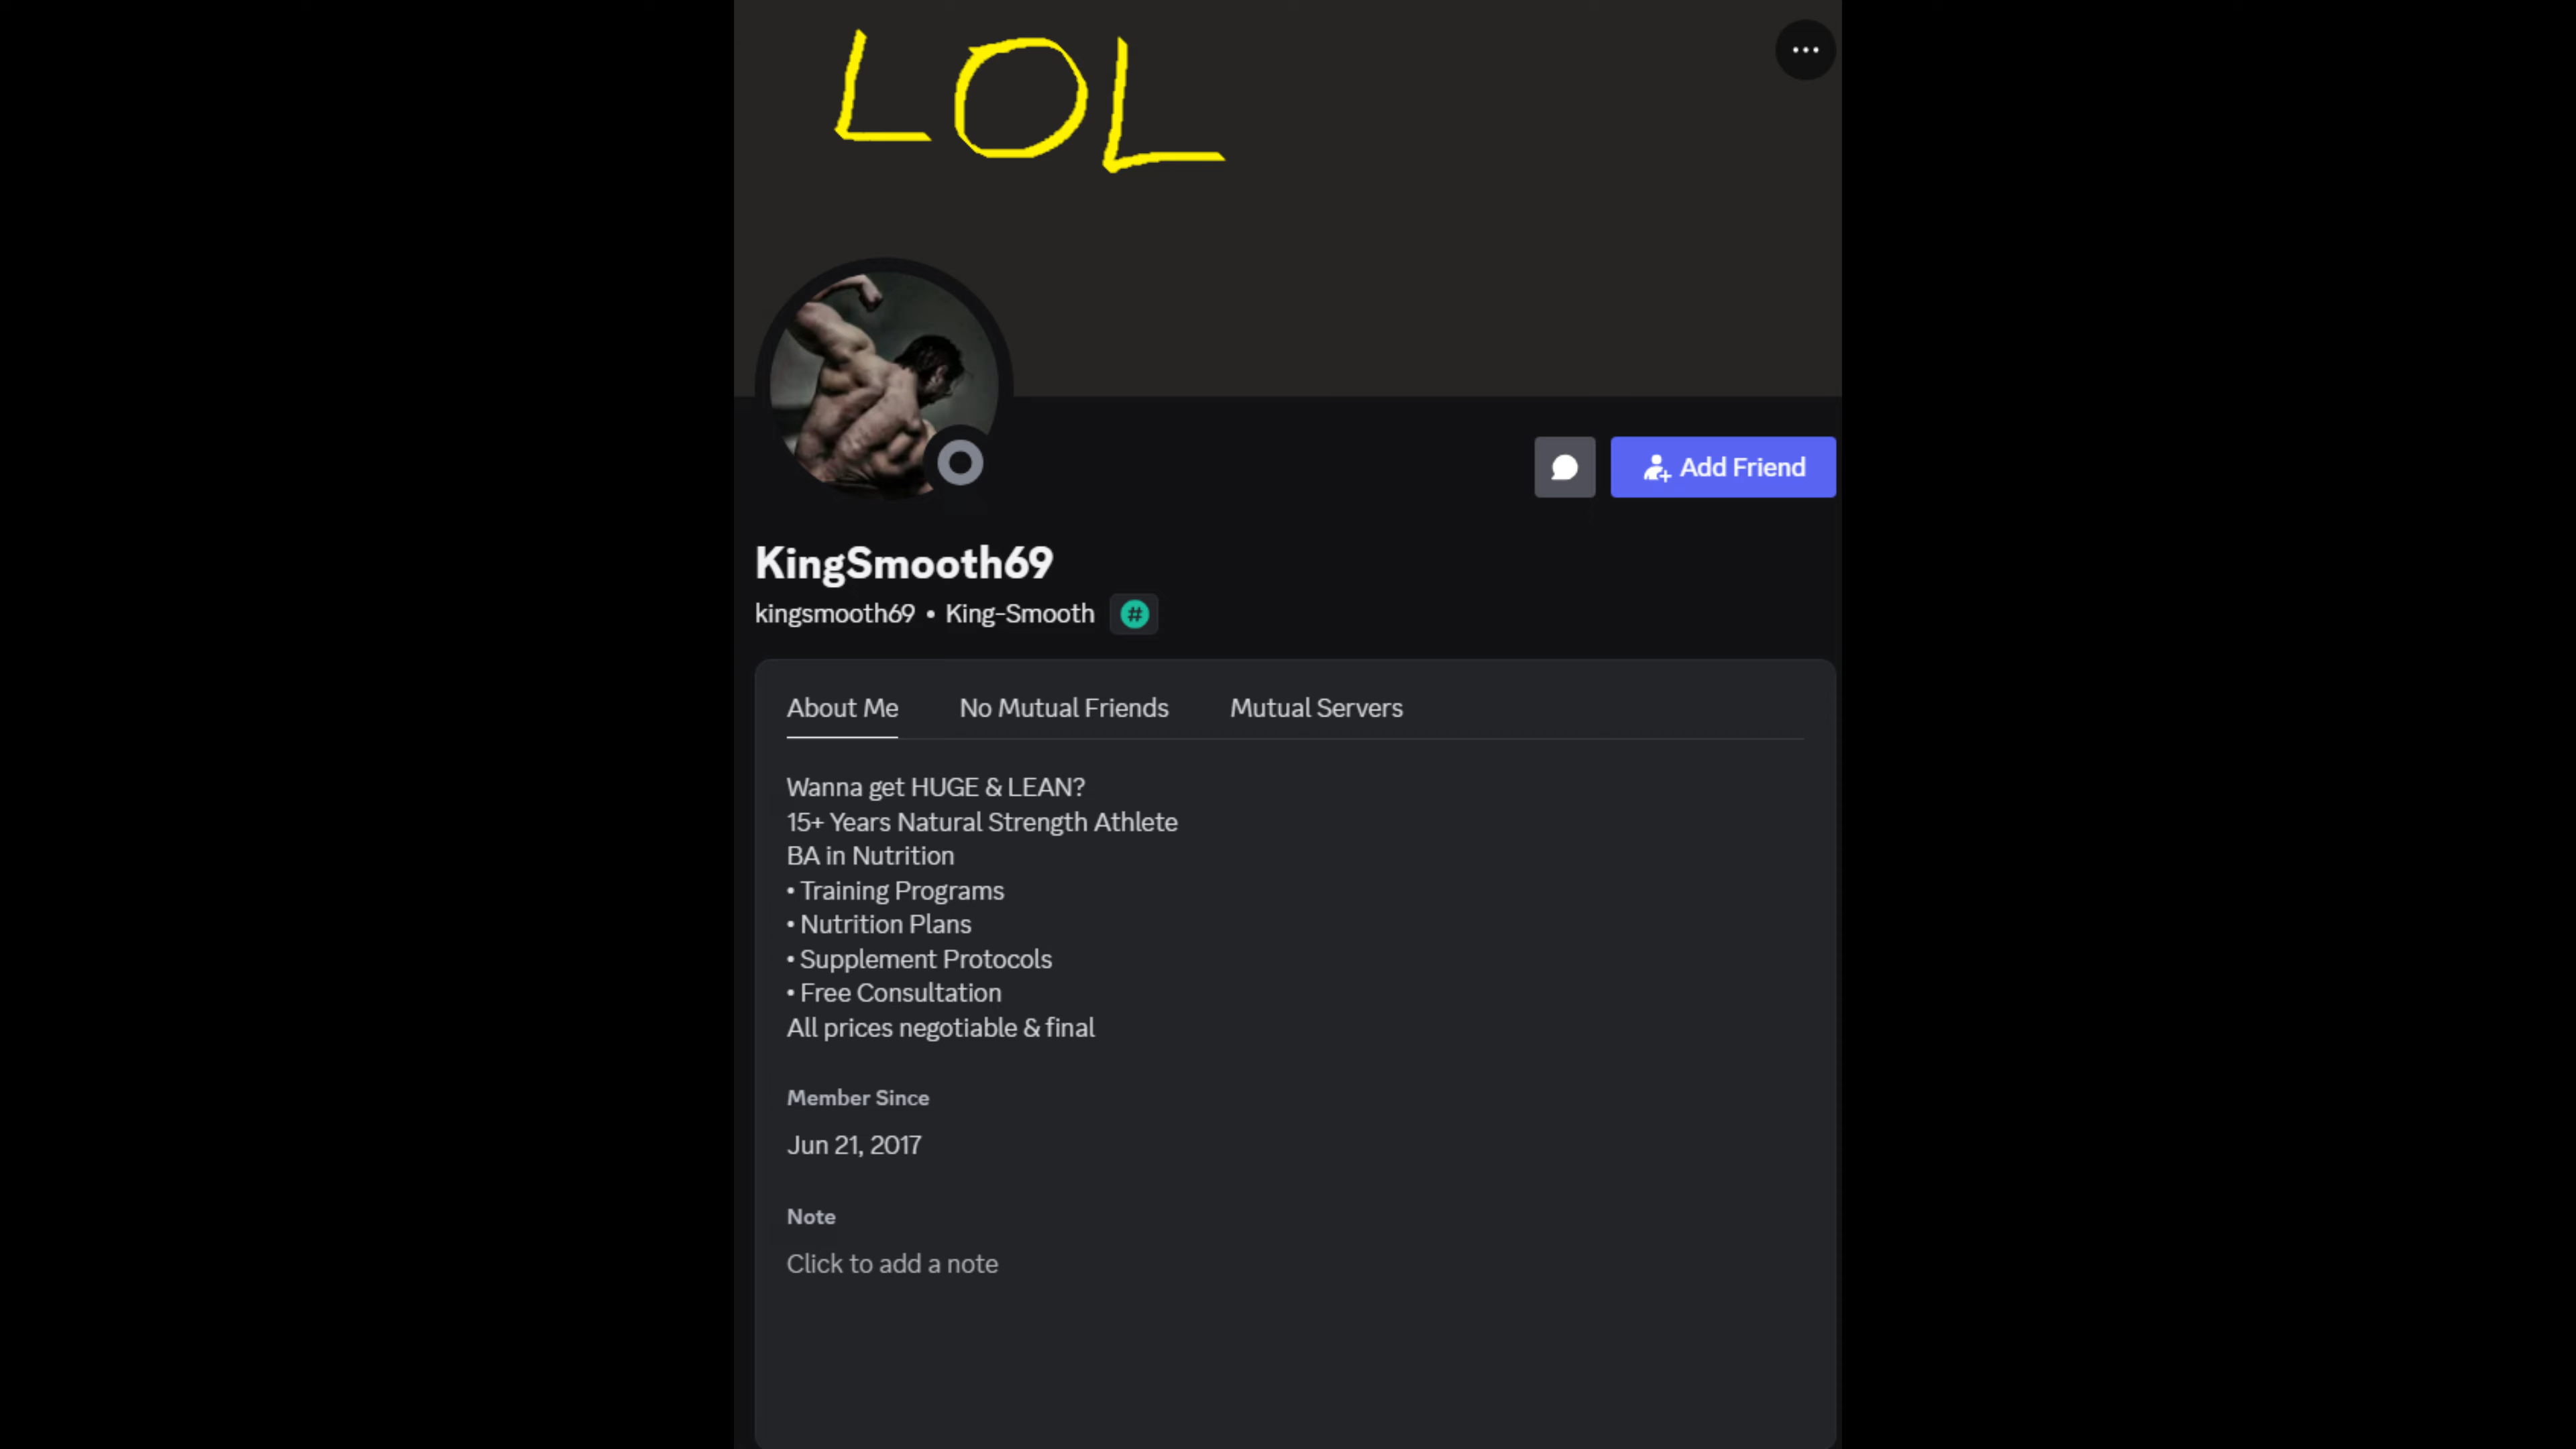 LOL
Add Friend
KingSmooth69
kingsmooth69 • King-Smooth #
About Me No Mutual Friends Mutual Servers
Wanna get HUGE & LEAN?
15+ Years Natural Strength Athlete
BA in Nutrition
• Training Programs
• Nutrition Plans
• Supplement Protocols
• Free Consultation
All prices negotiable & final
Member Since
Jun 21, 2017
Note
Click to add a note